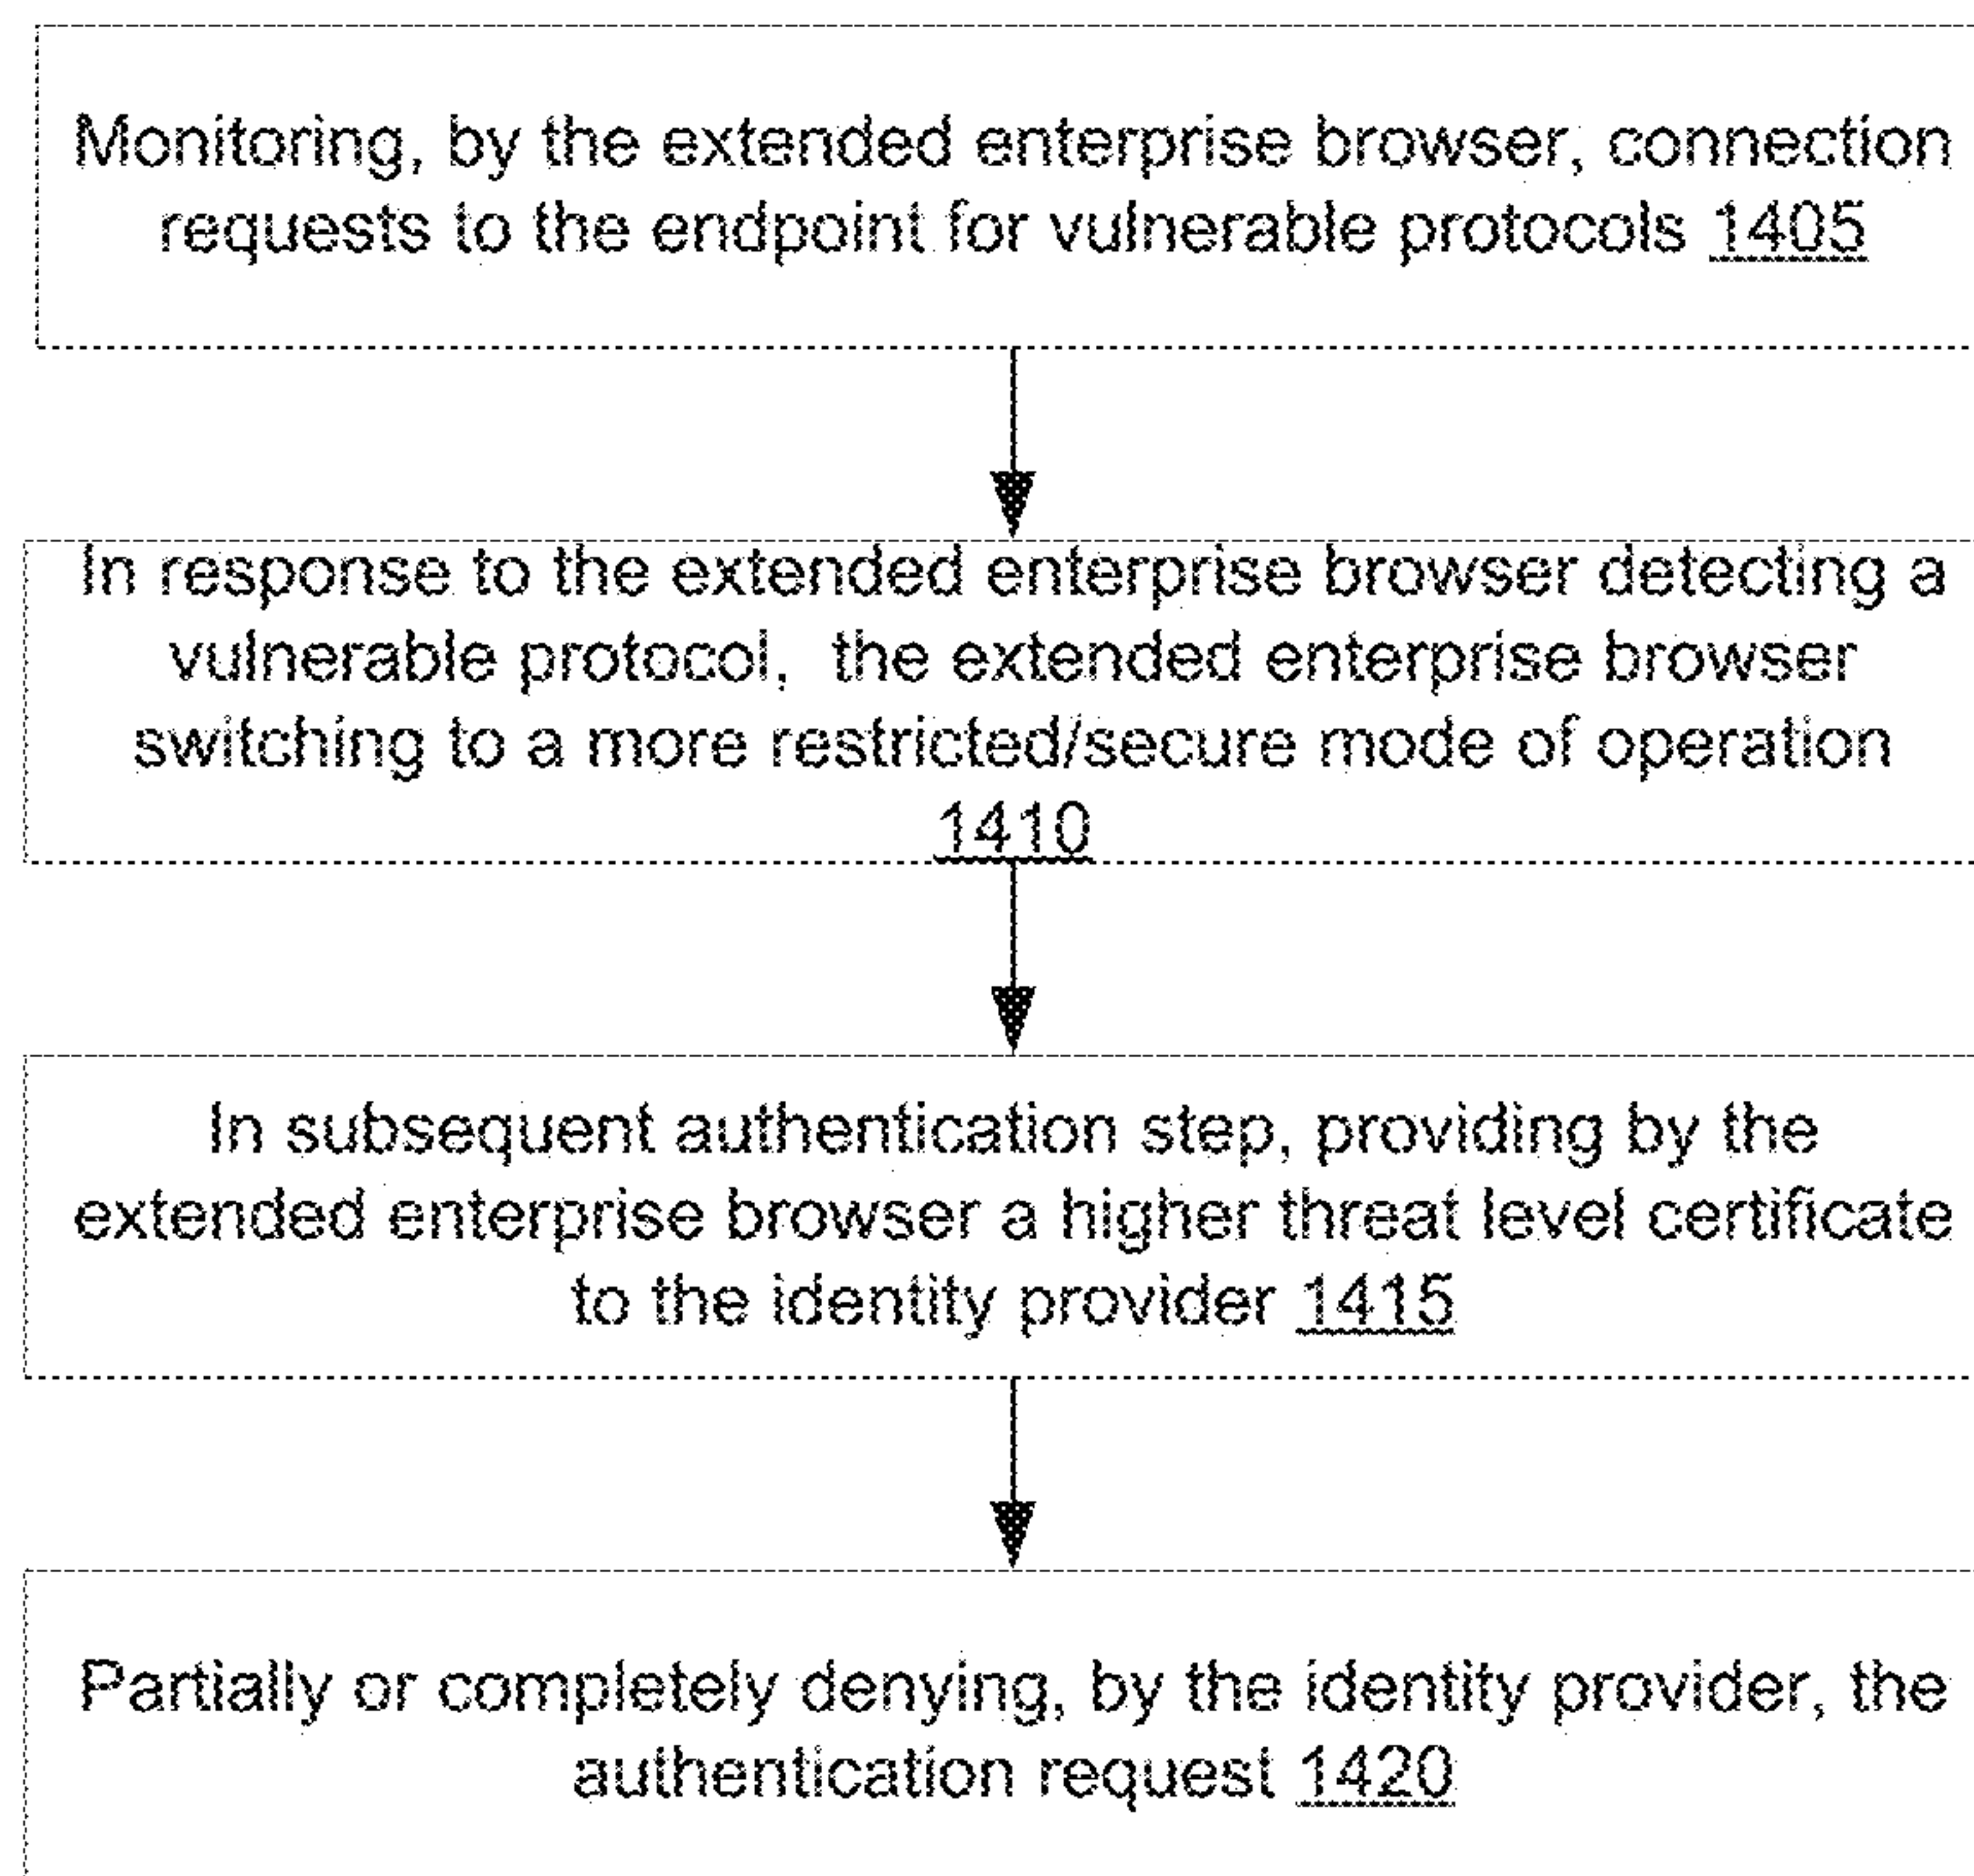 Monitoring, by the extended enterprise browser, connection
requests to the endpoint for vulnerable protocols 1405
In response to the extended enterprise browser detecting a
vulnerable protocol, the extended enterprise browser
switching to a more restricted/secure mode of operation
1410
In subsequent authentication step, providing by the
extended enterprise browser a higher threat level certificate
to the identity provider 1415
Partially or completely denying, by the identity provider, the
authentication request 1420